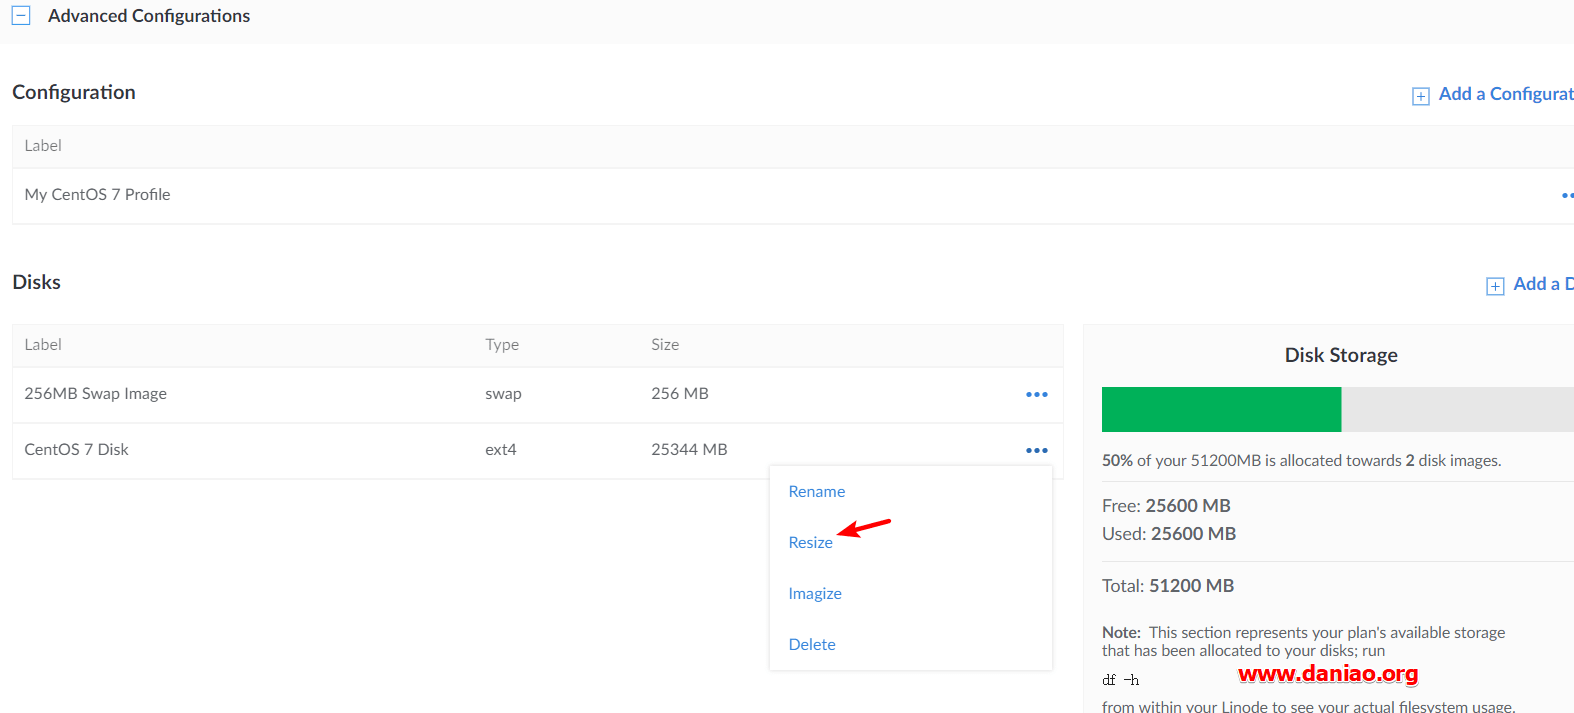 Advanced Configurations
Configuration
Add a Configurat
Label
My CentOS 7 Profile
Disks
Add a D
Label Type Size
256MB Swap Image swap 256 MB
CentOS 7 Disk ext4 25344 MB
Rename
Resize
Imagize
Delete
Disk Storage
50% of your 51200MB is allocated towards 2 disk images.
Free: 25600 MB
Used: 25600 MB
Total: 51200 MB
Note: This section represents your plan's available storage
that has been allocated to your disks; run
www.daniao.org
df -h
from within your Linode to see your actual filesystem usage.